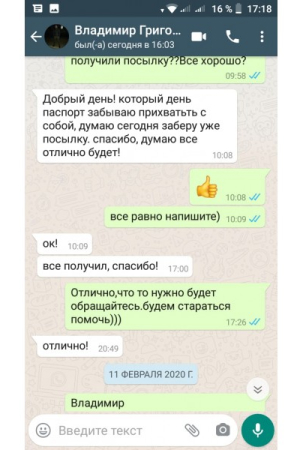 16 % 17:18
Владимир Григо...
был(-а) сегодня в 16:03
получили посылку??Все хорошо?
09:58
Добрый день! который день
паспорт забываю прихватьть с
собой, думаю сегодня заберу уже
посылку. спасибо, думаю все
отлично будет!
10:08
10:08
все равно напишите) 10:09
ок! 10:09
все получил, спасибо! 17:00
Отлично,что то нужно будет
обращайтесь.будем стараться
помочь)))
17:26
отлично! 20:49
11 ФЕВРАЛЯ 2020 Г.
Владимир
Введите текст